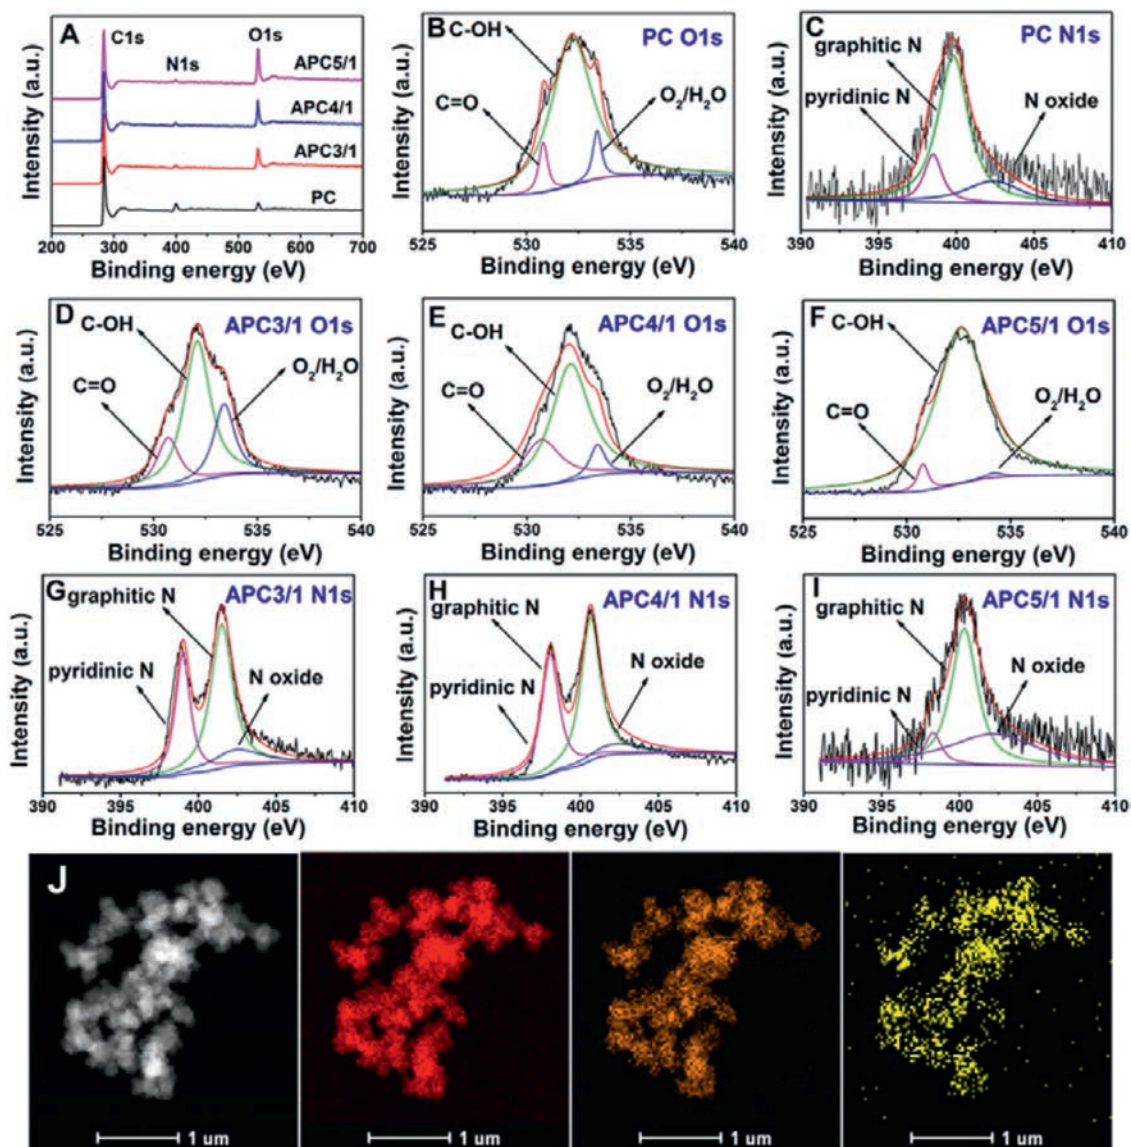 A
C1s
N1s
O1s
APC5/1
APC4/1
APC3/1
PC
Intensity (a.u.)
200 300 400 500 600 700
Binding energy (eV)
B
C-OH
PC O1s
C=O
O₂/H₂O
Intensity (a.u.)
525 530 535 540
Binding energy (eV)
C
PC N1s
graphitic N
pyridinic N
N oxide
Intensity (a.u.)
390 395 400 405 410
Binding energy (eV)
D
C-OH
APC3/1 O1s
C=O
O₂/H₂O
Intensity (a.u.)
525 530 535 540
Binding energy (eV)
E
C-OH
APC4/1 O1s
C=O
O₂/H₂O
Intensity (a.u.)
525 530 535 540
Binding energy (eV)
F
C-OH
APC5/1 O1s
C=O
O₂/H₂O
Intensity (a.u.)
525 530 535 540
Binding energy (eV)
G
APC3/1 N1s
graphitic N
pyridinic N
N oxide
Intensity (a.u.)
390 395 400 405 410
Binding energy (eV)
H
APC4/1 N1s
graphitic N
pyridinic N
N oxide
Intensity (a.u.)
390 395 400 405 410
Binding energy (eV)
I
APC5/1 N1s
graphitic N
pyridinic N
N oxide
Intensity (a.u.)
390 395 400 405 410
Binding energy (eV)
J
1 um
1 um
1 um
1 um